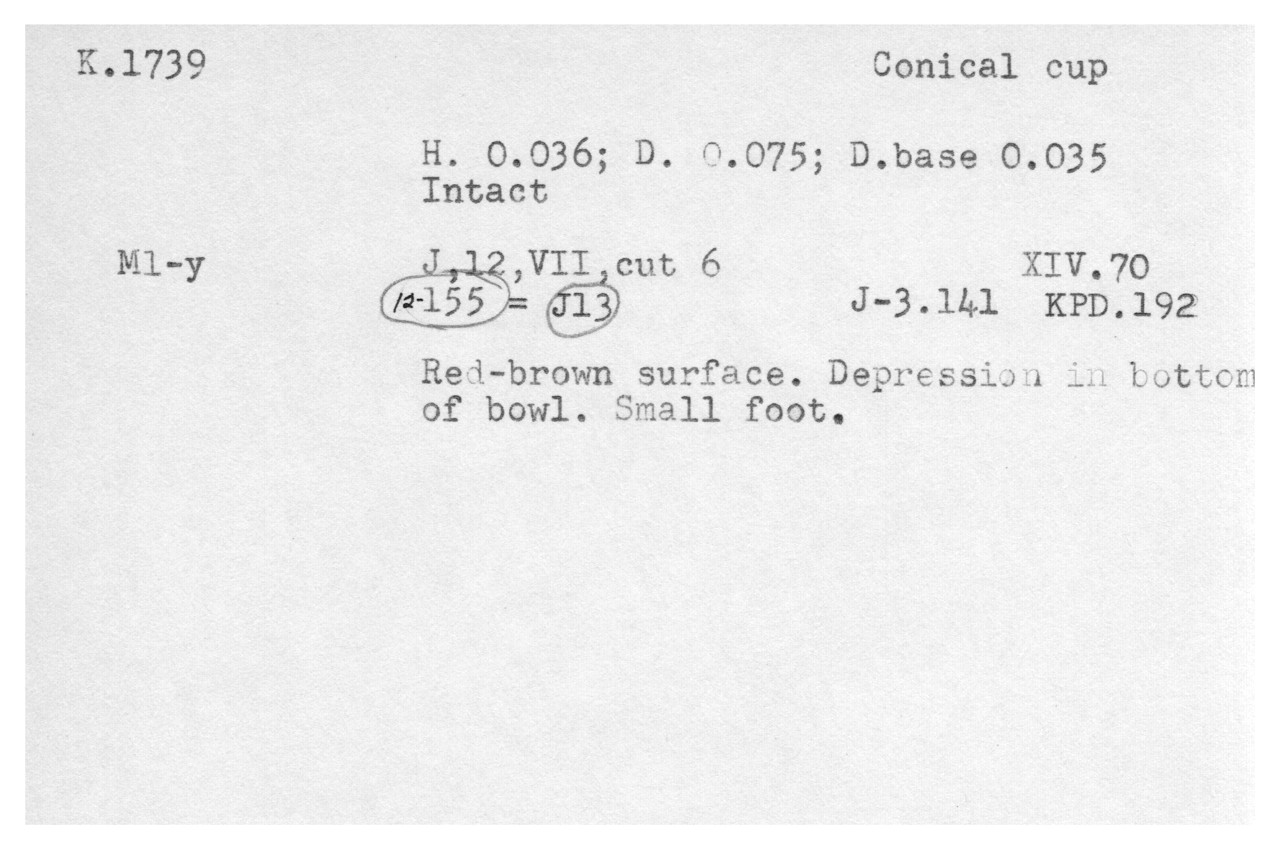 K.1739 Conical cup
H. 0.036; D. 0.075; D.base 0.035
Intact
M1-y J,12,VII,cut 6 XIV.70
12-155 = J13 J-3.141 KPD.192
Red-brown surface. Depression in bottom
of bowl. Small foot.